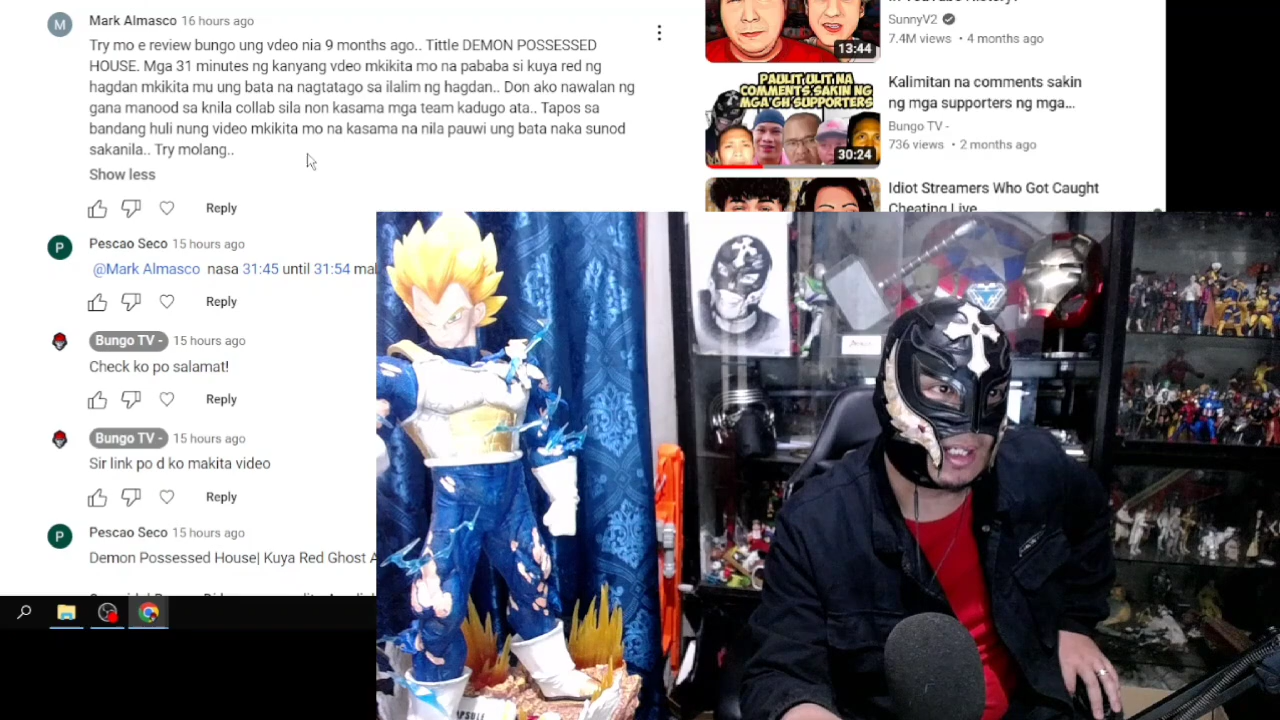 Mark Almasco 16 hours ago
Try mo e review bungo ung vdeo nia 9 months ago.. Tittle DEMON POSSESSED
HOUSE. Mga 31 minutes ng kanyang vdeo mkikita mo na pababa si kuya red ng
hagdan mkikita mu ung bata na nagtatago sa ilalim ng hagdan.. Don ako nawalan ng
gana manood sa knila collab sila non kasama mga team kadugo ata.. Tapos sa
bandang huli nung video mkikita mo na kasama na nila pauwi ung bata naka sunod
sakanila.. Try molang..
Show less
Reply
Pescao Seco 15 hours ago
@Mark Almasco nasa 31:45 until 31:54
Reply
Bungo TV - 15 hours ago
Check ko po salamat!
Reply
Bungo TV - 15 hours ago
Sir link po d ko makita video
Reply
Pescao Seco 15 hours ago
Demon Possessed House| Kuya Red Ghost
SunnyV2
7.4M views • 4 months ago
13:44
PAULIT ULIT NA
COMMENTS SAKIN NG
MGA GH SUPPORTERS
30:24
Kalimitan na comments sakin
ng mga supporters ng mga...
Bungo TV -
736 views • 2 months ago
Idiot Streamers Who Got Caught
Cheating Live